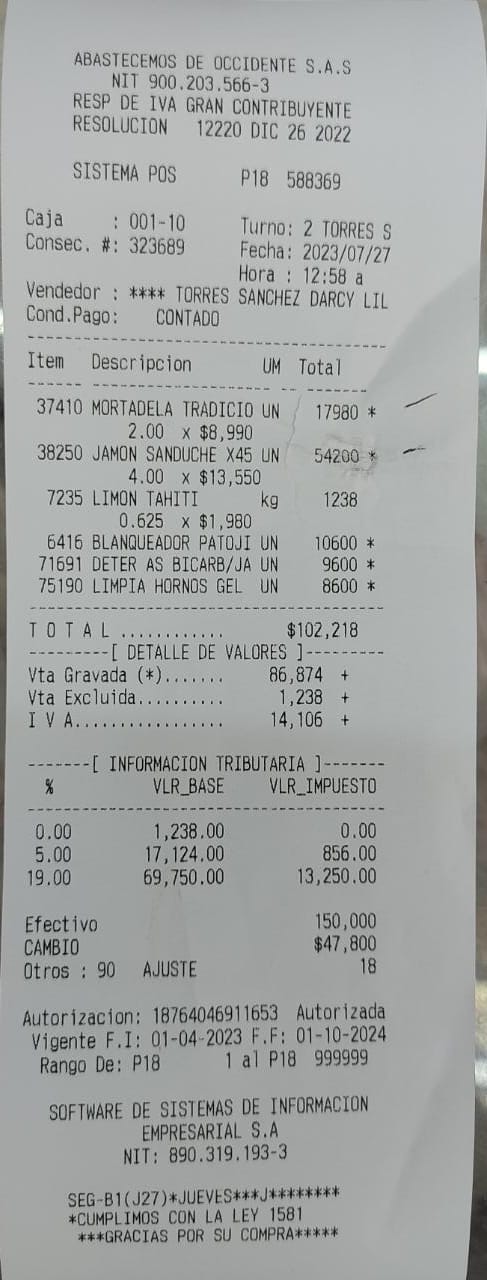 ABASTECEMOS DE OCCIDENTE S.A.S
NIT 900.203.566-3
RESP DE IVA GRAN CONTRIBUYENTE
RESOLUCION 12220 DIC 26 2022
SISTEMA POS P18 588369
Caja : 001-10 Turno: 2 TORRES S
Consec. #: 323689 Fecha: 2023/07/27
Hora : 12:58 a
Vendedor : **** TORRES SANCHEZ DARCY LIL
Cond.Pago: CONTADO
Item Descripcion UM Total
37410 MORTADELA TRADICIO UN 17980 *
2.00 x $8,990
38250 JAMON SANDUCHE X45 UN 54200 *
4.00 x $13,550
7235 LIMON TAHITI kg 1238
0.625 x $1,980
6416 BLANQUEADOR PATOJI UN 10600 *
71691 DETER AS BICARB/JA UN 9600 *
75190 LIMPIA HORNOS GEL UN 8600 *
T O T A L ............ $102,218
----------[ DETALLE DE VALORES ]---------
Vta Gravada (*)....... 86,874 +
Vta Excluida.......... 1,238 +
I V A................. 14,106 +
-------[ INFORMACION TRIBUTARIA ]-------
% VLR_BASE VLR_IMPUESTO
0.00 1,238.00 0.00
5.00 17,124.00 856.00
19.00 69,750.00 13,250.00
Efectivo 150,000
CAMBIO $47,800
Otros : 90 AJUSTE 18
Autorizacion: 18764046911653 Autorizada
Vigente F.I: 01-04-2023 F.F: 01-10-2024
Rango De: P18 1 al P18 999999
SOFTWARE DE SISTEMAS DE INFORMACION
EMPRESARIAL S.A
NIT: 890.319.193-3
SEG-B1(J27)*JUEVES***J********
*CUMPLIMOS CON LA LEY 1581
***GRACIAS POR SU COMPRA*****